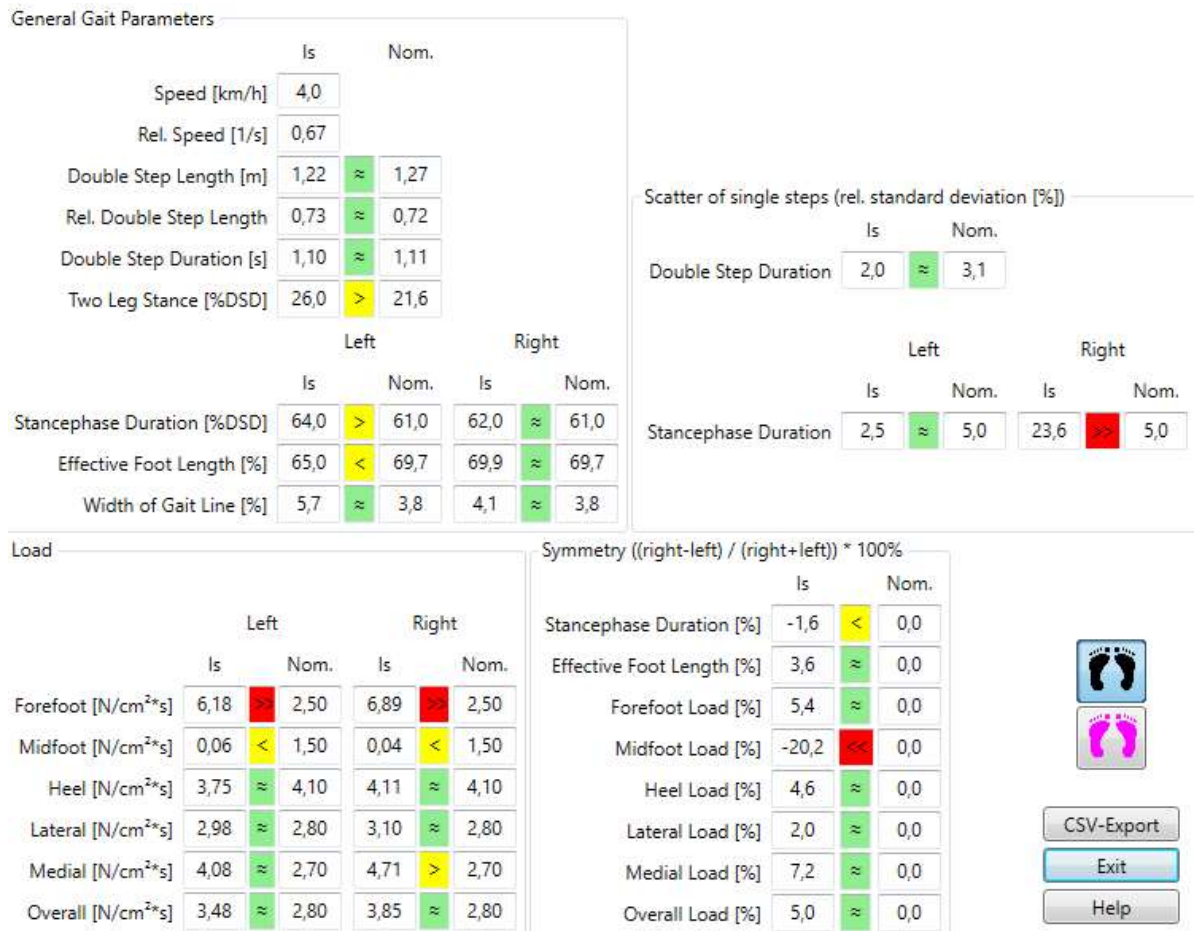 General Gait Parameters
Is Nom.
Speed [km/h] 4,0
Rel. Speed [1/s] 0,67
Double Step Length [m] 1,22 ≈ 1,27
Rel. Double Step Length 0,73 ≈ 0,72
Double Step Duration [s] 1,10 ≈ 1,11
Two Leg Stance [%DSD] 26,0 > 21,6
Left Right
Is Nom. Is Nom.
Stancephase Duration [%DSD] 64,0 > 61,0 62,0 ≈ 61,0
Effective Foot Length [%] 65,0 < 69,7 69,9 ≈ 69,7
Width of Gait Line [%] 5,7 ≈ 3,8 4,1 ≈ 3,8
Scatter of single steps (rel. standard deviation [%])
Is Nom.
Double Step Duration 2,0 ≈ 3,1
Left Right
Is Nom. Is Nom.
Stancephase Duration 2,5 ≈ 5,0 23,6 >> 5,0
Load
Left Right
Is Nom. Is Nom.
Forefoot [N/cm²*s] 6,18 >> 2,50 6,89 >> 2,50
Midfoot [N/cm²*s] 0,06 < 1,50 0,04 < 1,50
Heel [N/cm²*s] 3,75 ≈ 4,10 4,11 ≈ 4,10
Lateral [N/cm²*s] 2,98 ≈ 2,80 3,10 ≈ 2,80
Medial [N/cm²*s] 4,08 ≈ 2,70 4,71 > 2,70
Overall [N/cm²*s] 3,48 ≈ 2,80 3,85 ≈ 2,80
Symmetry ((right-left) / (right+left)) * 100%
Is Nom.
Stancephase Duration [%] -1,6 < 0,0
Effective Foot Length [%] 3,6 ≈ 0,0
Forefoot Load [%] 5,4 ≈ 0,0
Midfoot Load [%] -20,2 << 0,0
Heel Load [%] 4,6 ≈ 0,0
Lateral Load [%] 2,0 ≈ 0,0
Medial Load [%] 7,2 ≈ 0,0
Overall Load [%] 5,0 ≈ 0,0
CSV-Export
Exit
Help